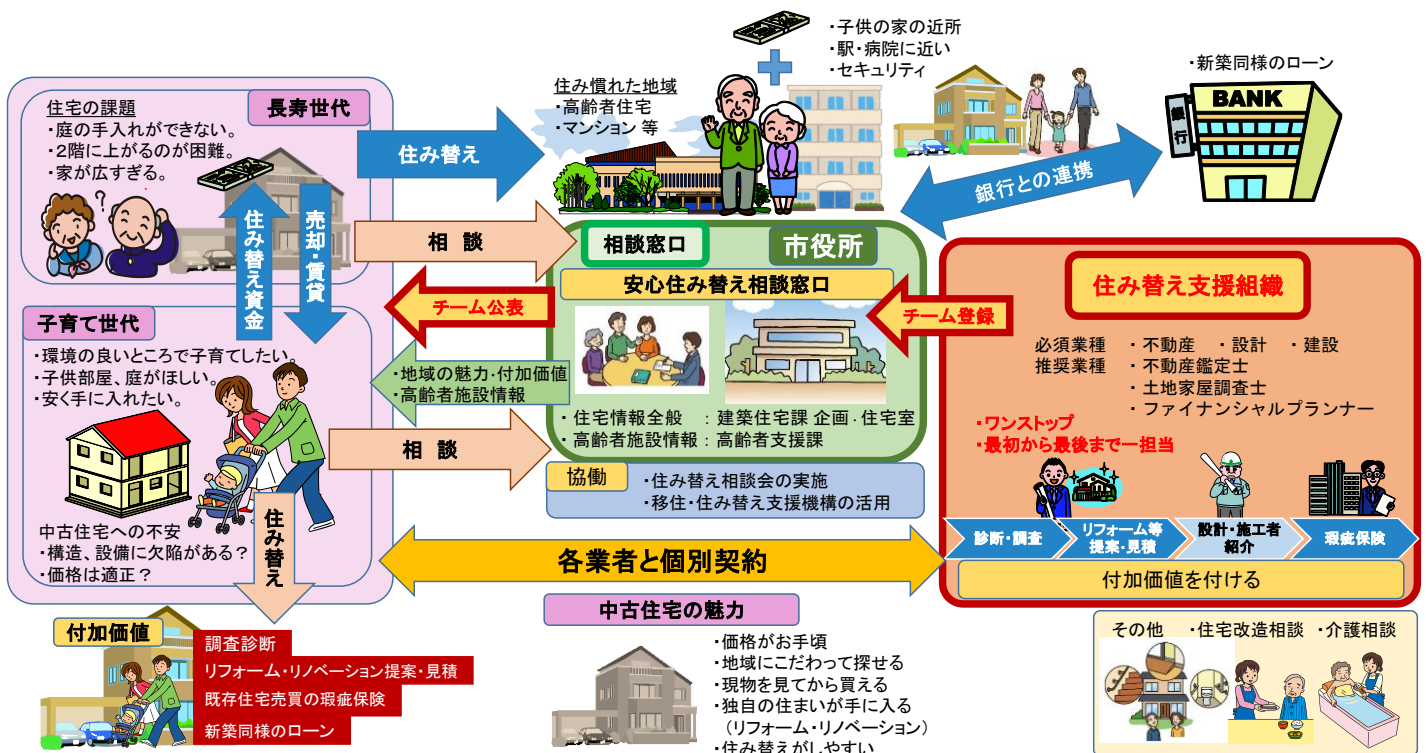 ・子供の家の近所
・駅・病院に近い
・セキュリティ
・新築同様のローン
BANK
銀行
住み慣れた地域
・高齢者住宅
・マンション 等
住宅の課題
長寿世代
・庭の手入れができない。
・2階に上がるのが困難。
・家が広すぎる。
?
住み替え
銀行との連携
住み替え資金
売却・賃貸
相 談
相談窓口
市役所
安心住み替え相談窓口
チーム公表
チーム登録
・地域の魅力・付加価値
・高齢者施設情報
・住宅情報全般 :建築住宅課 企画・住宅室
・高齢者施設情報:高齢者支援課
協働
・住み替え相談会の実施
・移住・住み替え支援機構の活用
子育て世代
・環境の良いところで子育てしたい。
・子供部屋、庭がほしい。
・安く手に入れたい。
相 談
中古住宅への不安
・構造、設備に欠陥がある?
・価格は適正?
住み替え
各業者と個別契約
住み替え支援組織
必須業種 ・不動産 ・設計 ・建設
推奨業種 ・不動産鑑定士
・土地家屋調査士
・ファイナンシャルプランナー
・ワンストップ
・最初から最後まで一担当
診断・調査
リフォーム等
提案・見積
設計・施工者
紹介
瑕疵保険
付加価値を付ける
付加価値
調査診断
リフォーム・リノベーション提案・見積
既存住宅売買の瑕疵保険
新築同様のローン
中古住宅の魅力
・価格がお手頃
・地域にこだわって探せる
・現物を見てから買える
・独自の住まいが手に入る
(リフォーム・リノベーション)
・住み替えがしやすい
その他 ・住宅改造相談 ・介護相談